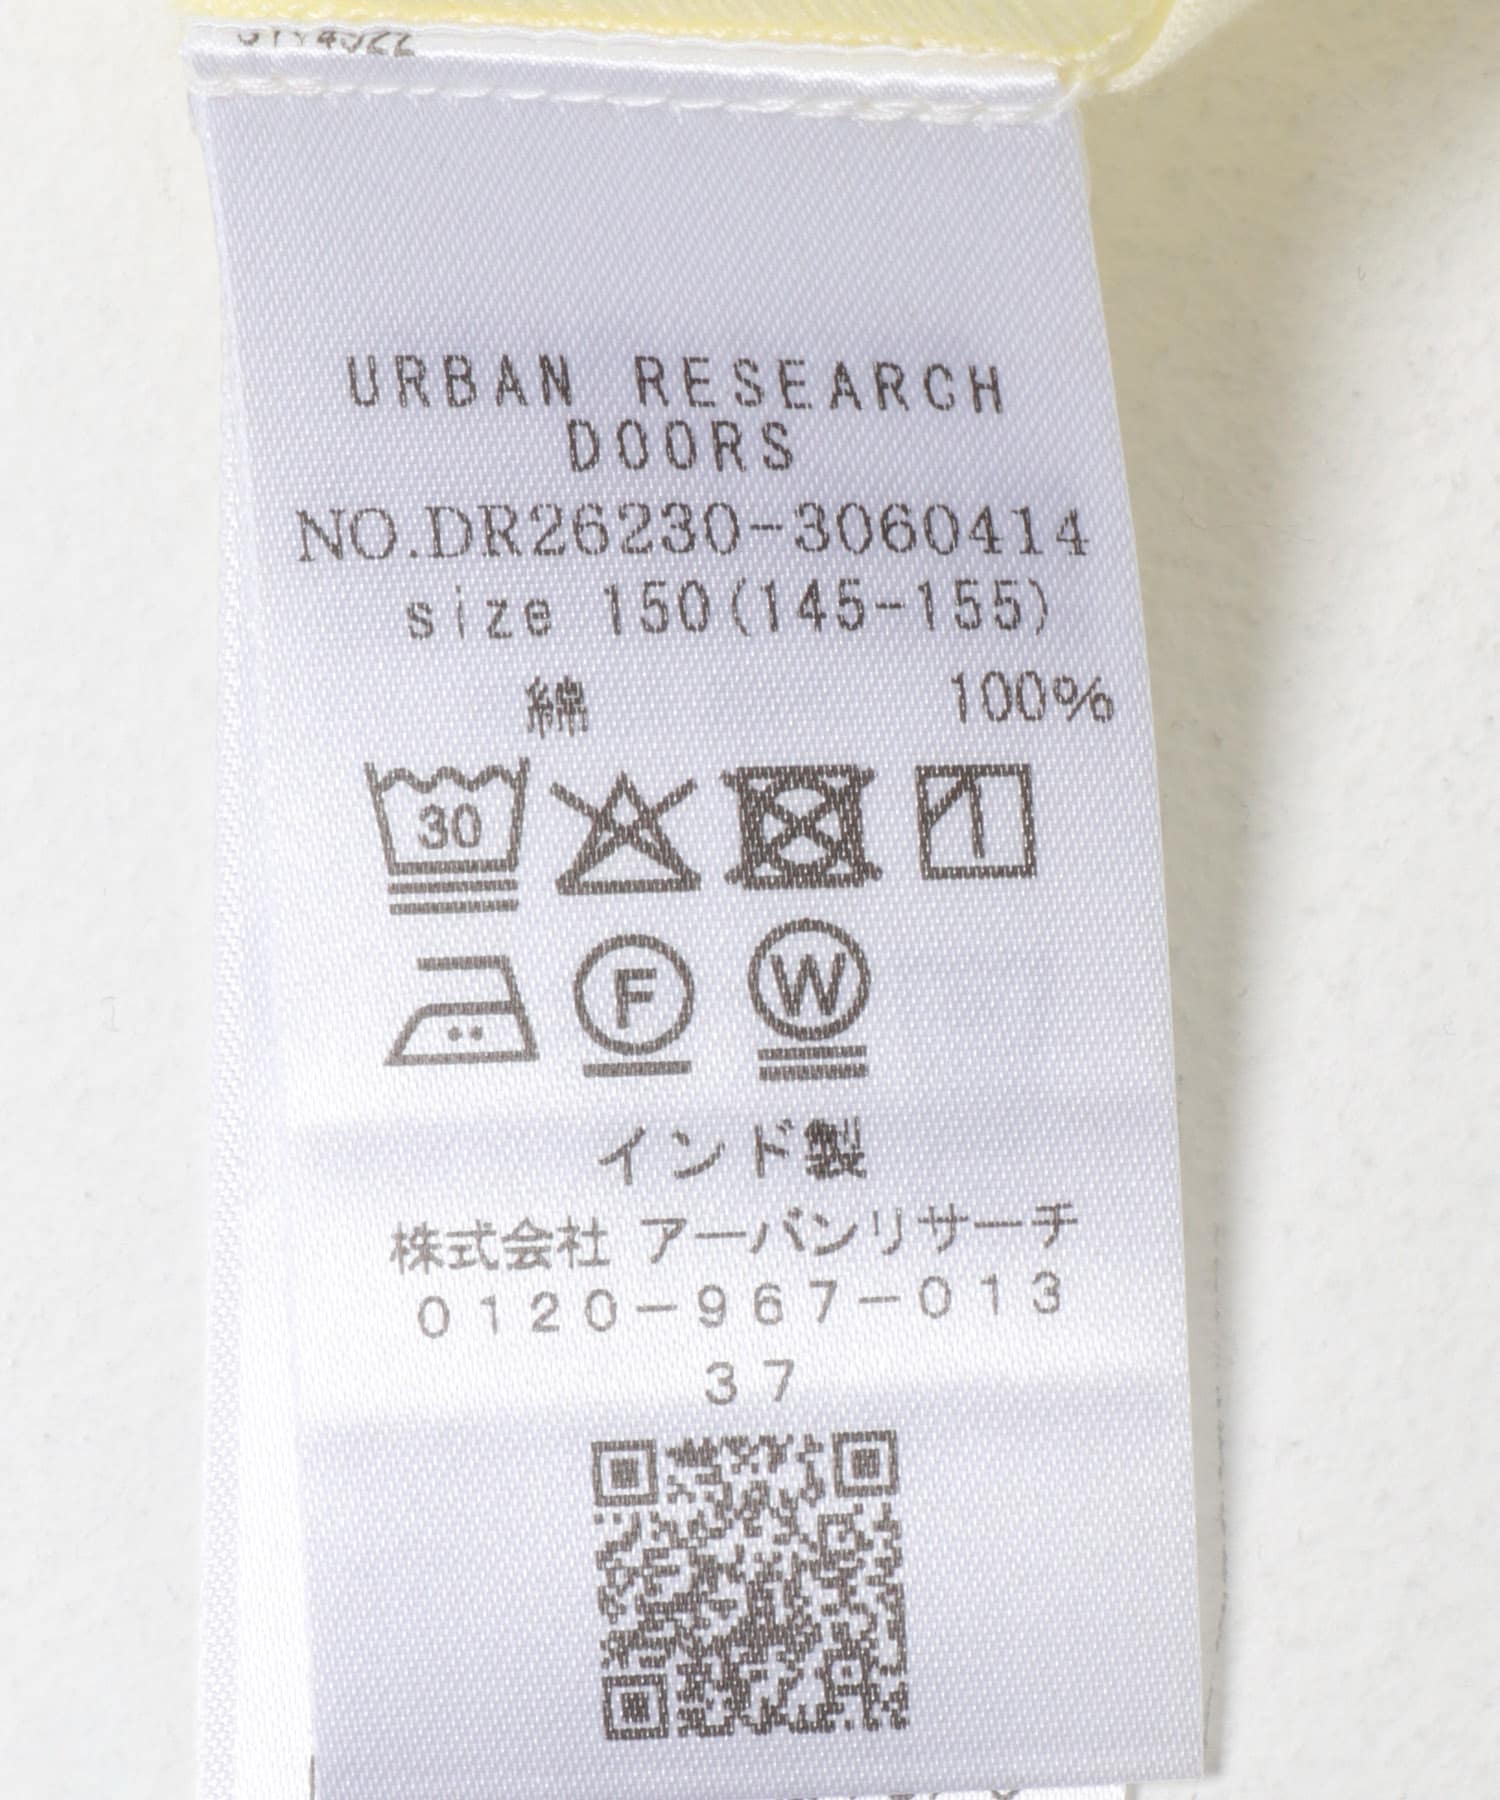 URBAN RESEARCH
DOORS
NO.DR26230-3060414
size 150(145-155)
綿 100%
30
F W
インド製
株式会社 アーバンリサーチ
0120-967-013
37